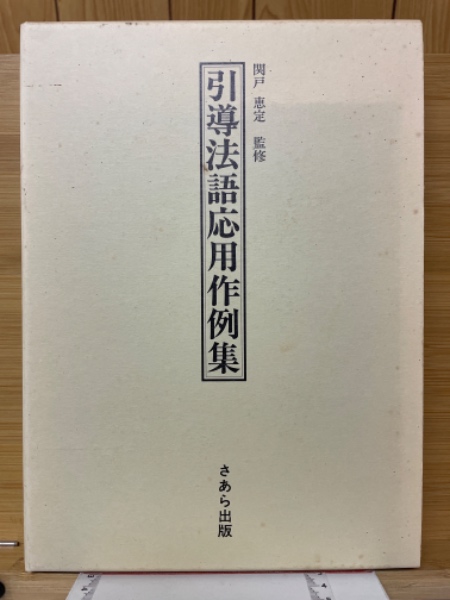 関戸 惠定 監修
引導法語応用作例集
さあら出版